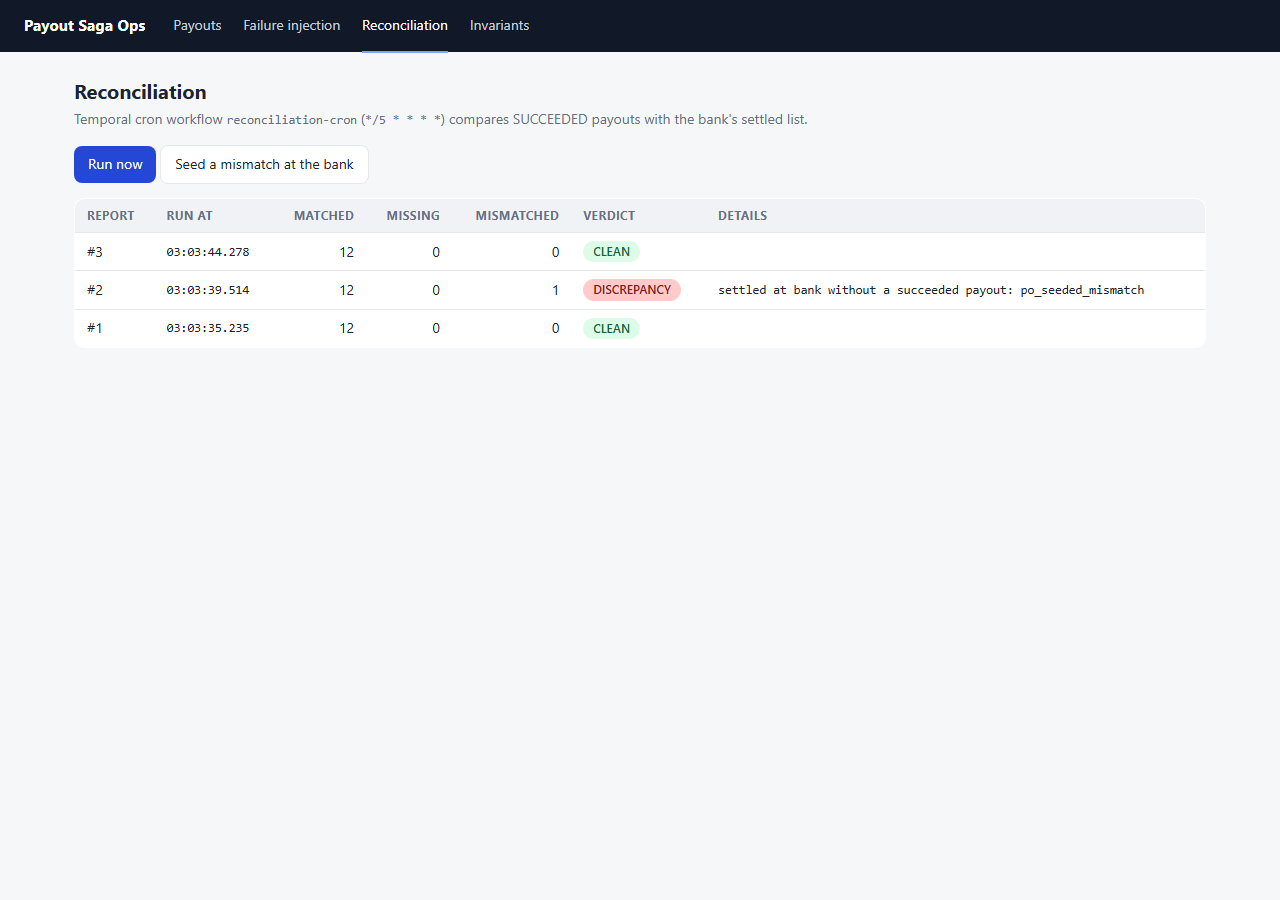 Payout Saga Ops Payouts Failure injection Reconciliation Invariants
Reconciliation
Temporal cron workflow reconciliation-cron (*/5 * * * *) compares SUCCEEDED payouts with the bank's settled list.
Run now Seed a mismatch at the bank
REPORT RUN AT MATCHED MISSING MISMATCHED VERDICT DETAILS
#3 03:03:44.278 12 0 0 CLEAN
#2 03:03:39.514 12 0 1 DISCREPANCY settled at bank without a succeeded payout: po_seeded_mismatch
#1 03:03:35.235 12 0 0 CLEAN